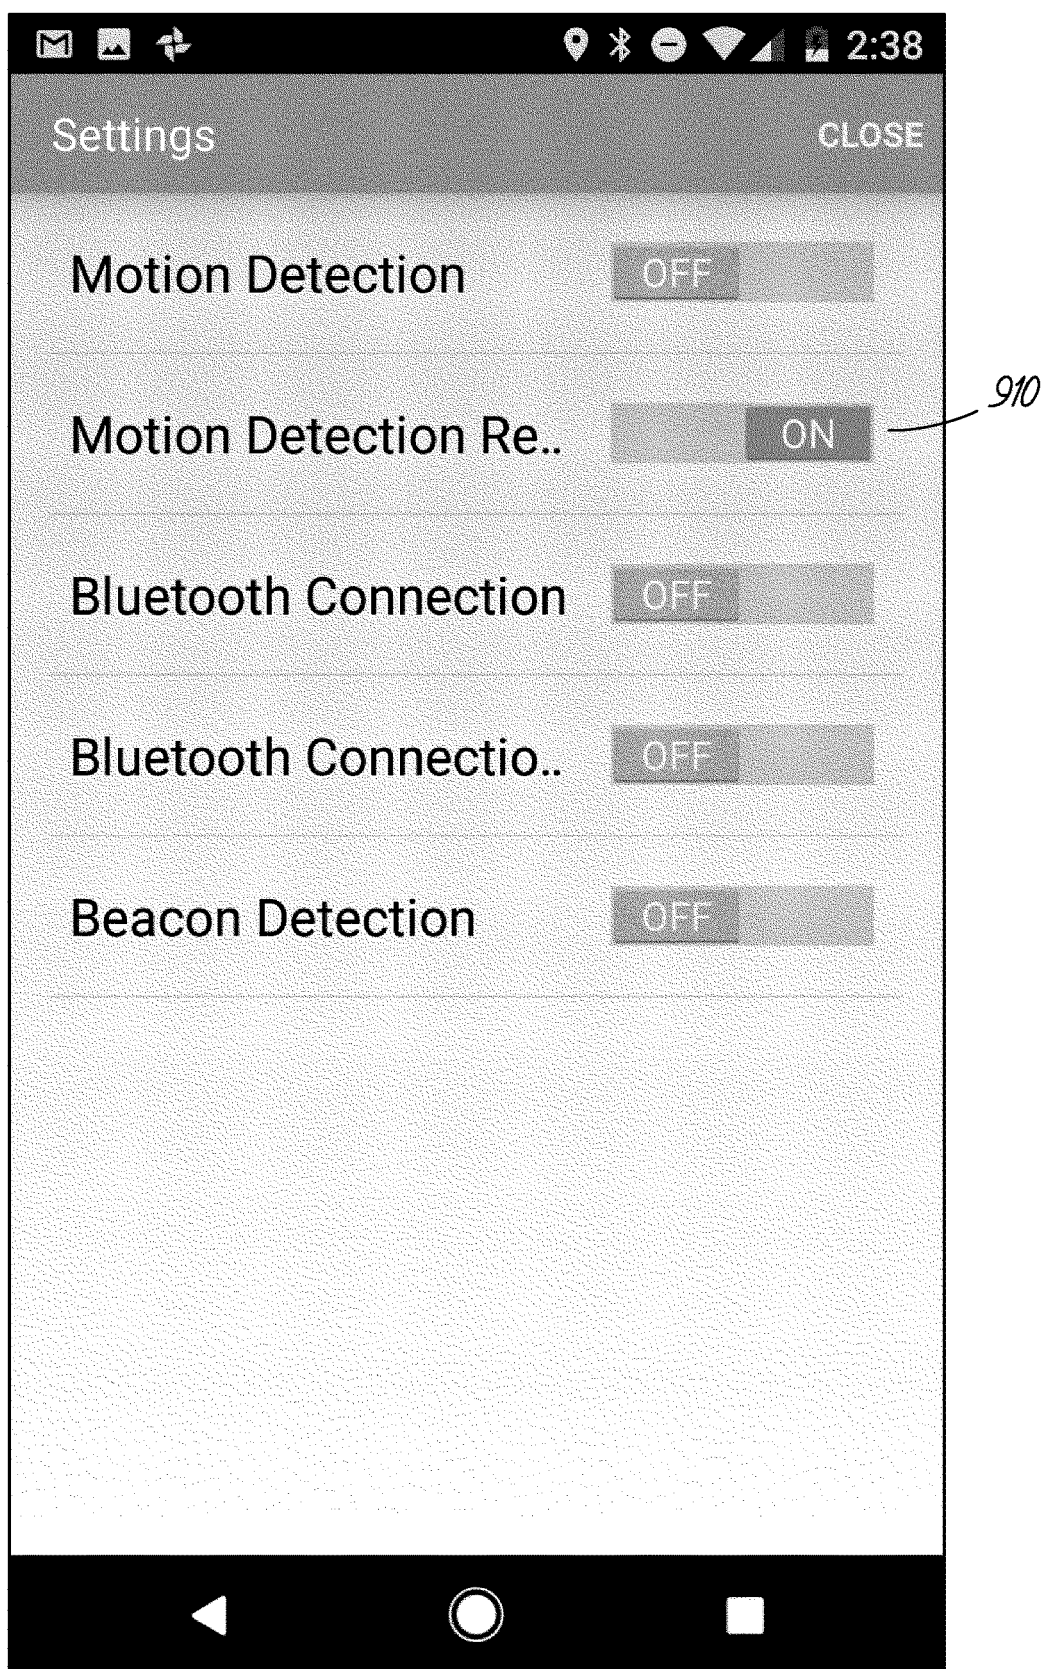 2:38
Settings CLOSE
Motion Detection OFF
Motion Detection Re.. ON
910
Bluetooth Connection OFF
Bluetooth Connectio.. OFF
Beacon Detection OFF